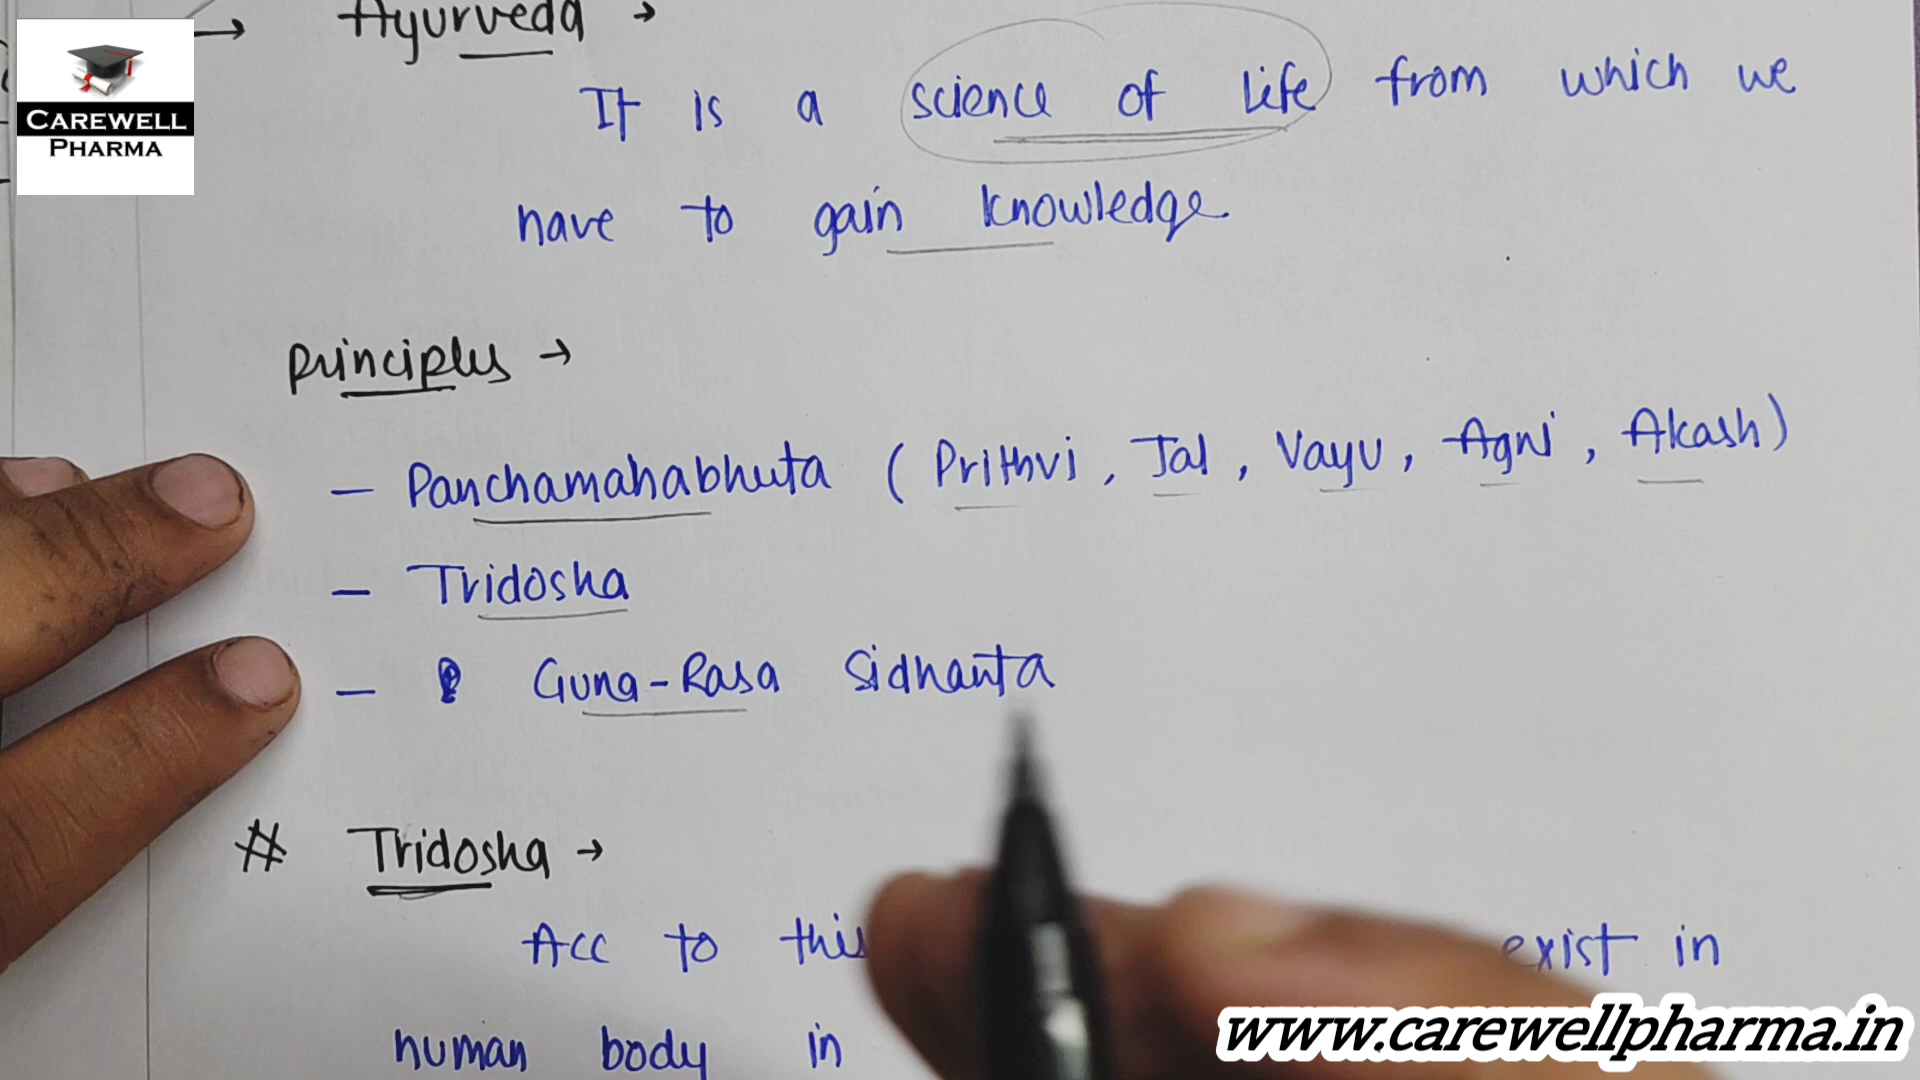 → Ayurveda →
CAREWELL
PHARMA
It is a science of life from which we
have to gain knowledge
Principles →
— Panchamahabhuta ( Prithvi, Jal, Vayu, Agni, Akash)
— Tridosha
— Guna-Rasa Sidhanta
# Tridosha →
Acc to this exist in
human body in
www.carewellpharma.in